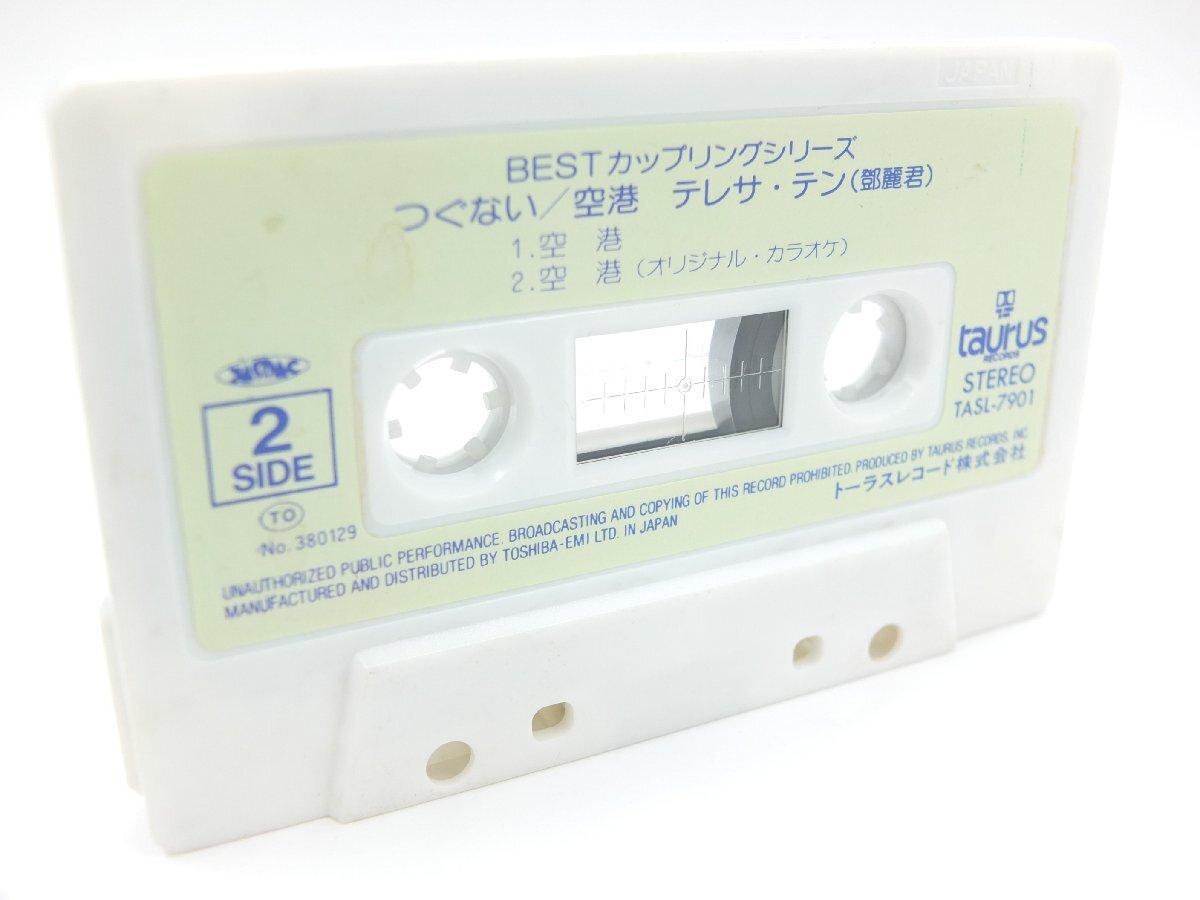 JAPAN
BESTカップリングシリーズ
つぐない/空港 テレサ・テン(鄧麗君)
1.空 港
2.空 港(オリジナル・カラオケ)
2
SIDE
TO
No. 380129
taurus
RECORDS
STEREO
TASL-7901
UNAUTHORIZED PUBLIC PERFORMANCE. BROADCASTING AND COPYING OF THIS RECORD PROHIBITED. PRODUCED BY TAURUS RECORDS, INC.
MANUFACTURED AND DISTRIBUTED BY TOSHIBA-EMI LTD. IN JAPAN
トーラスレコード株式会社